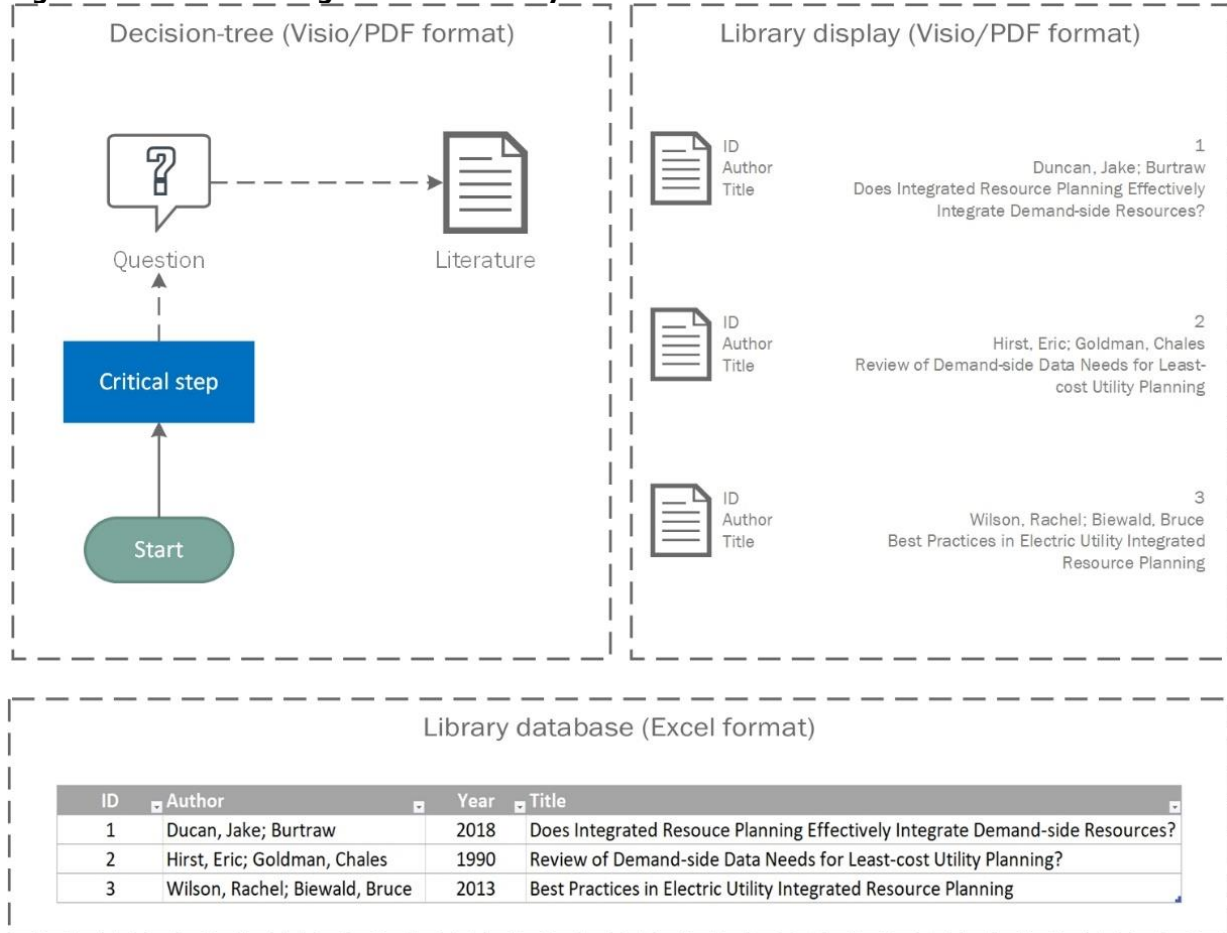 Decision-tree (Visio/PDF format)
?
Question
Literature
Critical step
Start
Library display (Visio/PDF format)
ID 1
Author Duncan, Jake; Burtraw
Title Does Integrated Resource Planning Effectively
Integrate Demand-side Resources?
ID 2
Author Hirst, Eric; Goldman, Chales
Title Review of Demand-side Data Needs for Least-
cost Utility Planning
ID 3
Author Wilson, Rachel; Biewald, Bruce
Title Best Practices in Electric Utility Integrated
Resource Planning
Library database (Excel format)
ID Author Year Title
1 Ducan, Jake; Burtraw 2018 Does Integrated Resouce Planning Effectively Integrate Demand-side Resources?
2 Hirst, Eric; Goldman, Chales 1990 Review of Demand-side Data Needs for Least-cost Utility Planning?
3 Wilson, Rachel; Biewald, Bruce 2013 Best Practices in Electric Utility Integrated Resource Planning